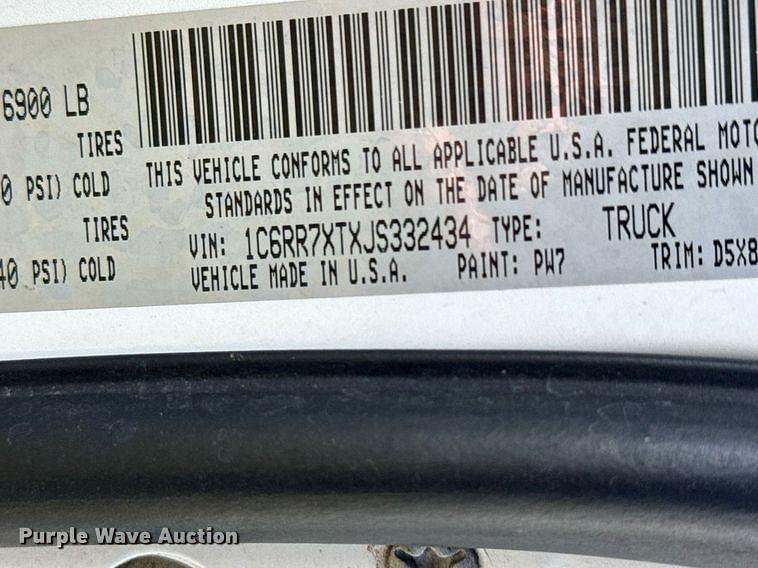 6900 LB
TIRES
0 PSI) COLD
TIRES
40 PSI) COLD
THIS VEHICLE CONFORMS TO ALL APPLICABLE U.S.A. FEDERAL MOTO
STANDARDS IN EFFECT ON THE DATE OF MANUFACTURE SHOWN
VIN: 1C6RR7XTXJS332434 TYPE: TRUCK
VEHICLE MADE IN U.S.A. PAINT: PW7 TRIM: D5X8
Purple Wave Auction